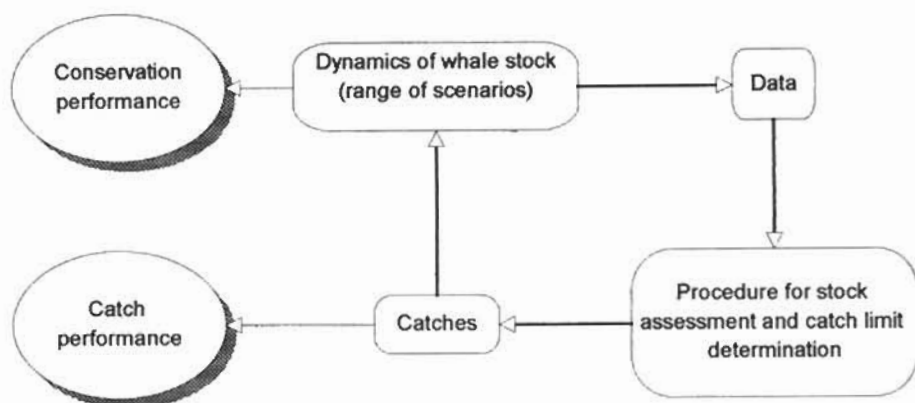 Conservation
performance
Dynamics of whale stock
(range of scenarios)
Data
Catch
performance
Catches
Procedure for stock
assessment and catch limit
determination